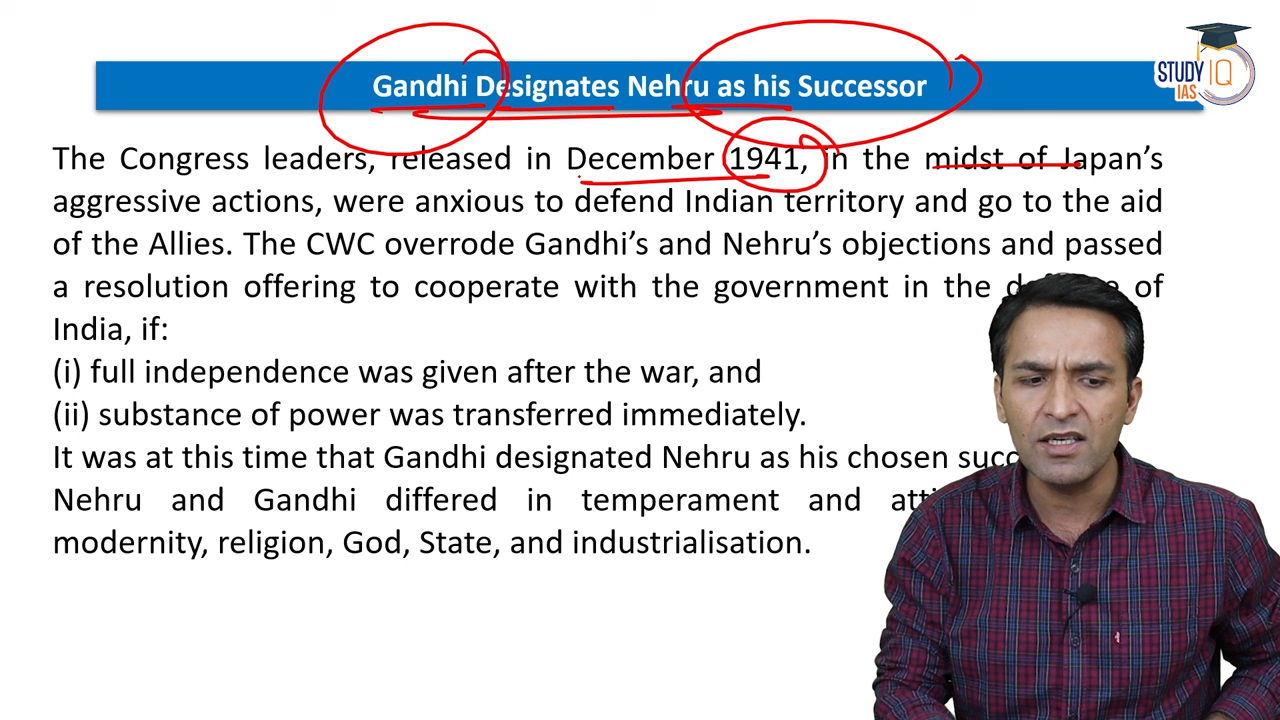 Gandhi Designates Nehru as his Successor
STUDY IQ
IAS
The Congress leaders, released in December 1941, in the midst of Japan's
aggressive actions, were anxious to defend Indian territory and go to the aid
of the Allies. The CWC overrode Gandhi's and Nehru's objections and passed
a resolution offering to cooperate with the government in the of
India, if:
(i) full independence was given after the war, and
(ii) substance of power was transferred immediately.
It was at this time that Gandhi designated Nehru as his chosen
Nehru and Gandhi differed in temperament and
modernity, religion, God, State, and industrialisation.